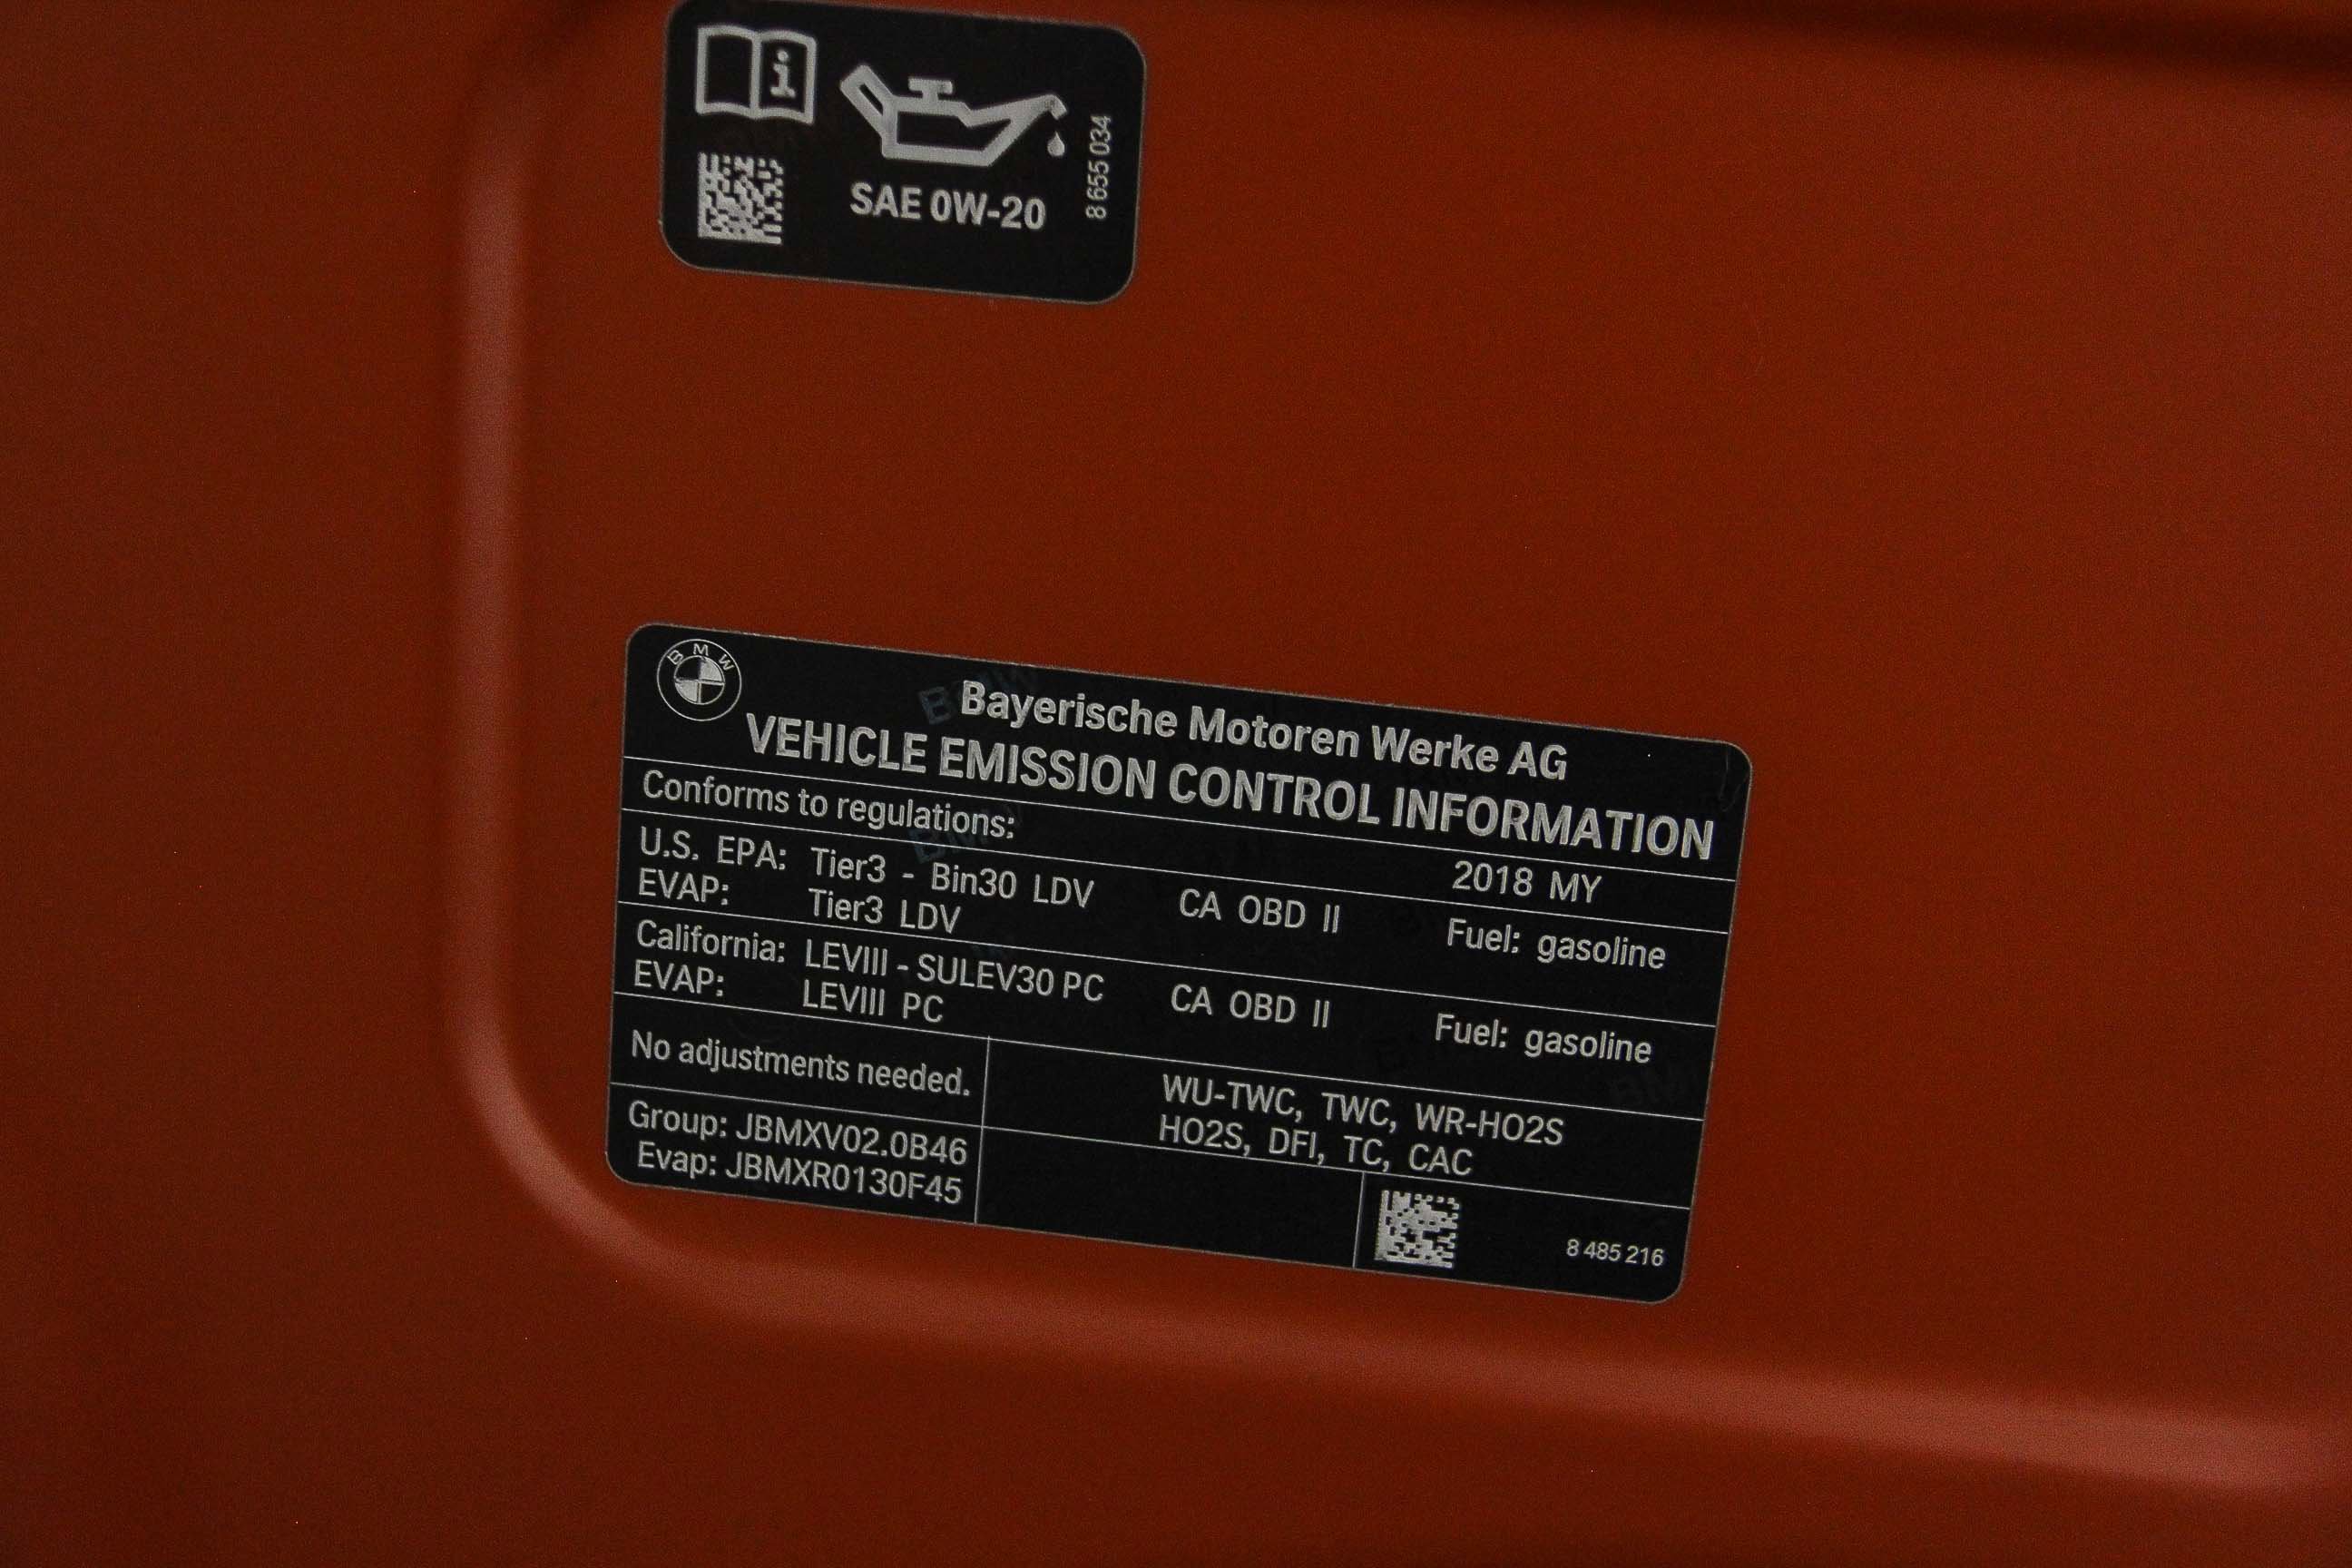 i
SAE 0W-20
8 655 034
BMW
Bayerische Motoren Werke AG
VEHICLE EMISSION CONTROL INFORMATION
Conforms to regulations: 2018 MY
U.S. EPA: Tier3 - Bin30 LDV CA OBD II Fuel: gasoline
EVAP: Tier3 LDV
California: LEVIII - SULEV30 PC CA OBD II Fuel: gasoline
EVAP: LEVIII PC
No adjustments needed.
WU-TWC, TWC, WR-HO2S
HO2S, DFI, TC, CAC
Group: JBMXV02.0B46
Evap: JBMXR0130F45
8 485 216